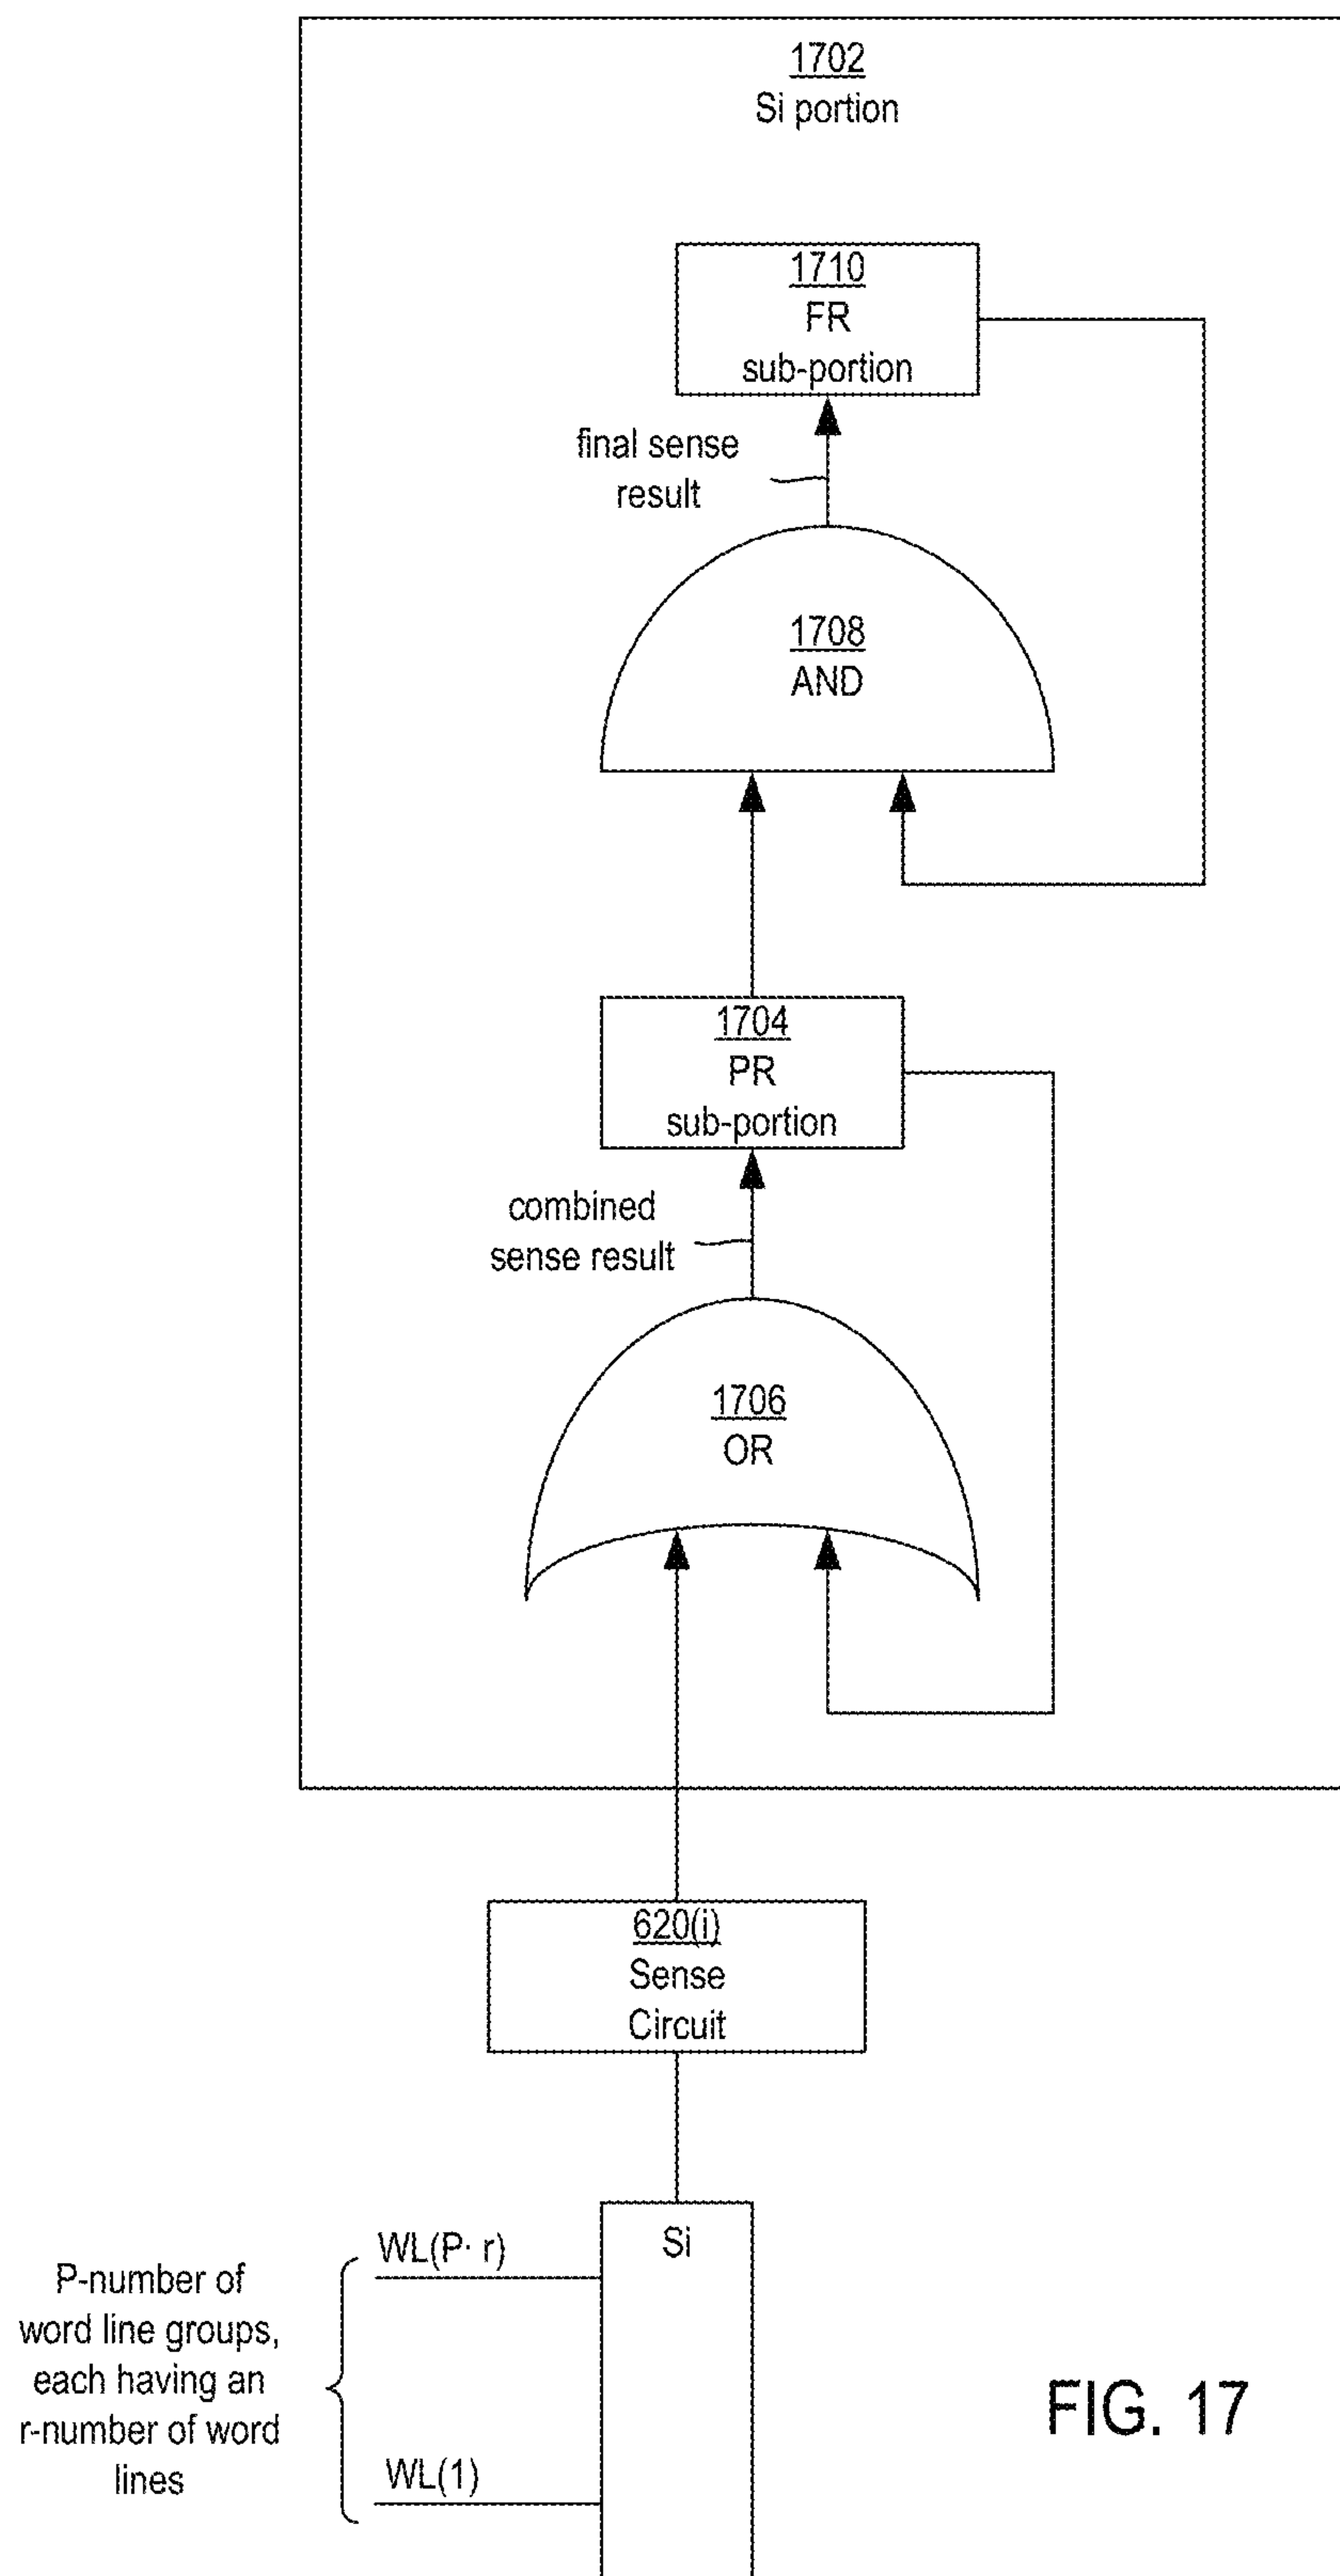 1702
Si portion
1710
FR
sub-portion
final sense
result
1708
AND
1704
PR
sub-portion
combined
sense result
1706
OR
620(i)
Sense
Circuit
Si
WL(P· r)
P-number of
word line groups,
each having an
r-number of word
lines
WL(1)
FIG. 17